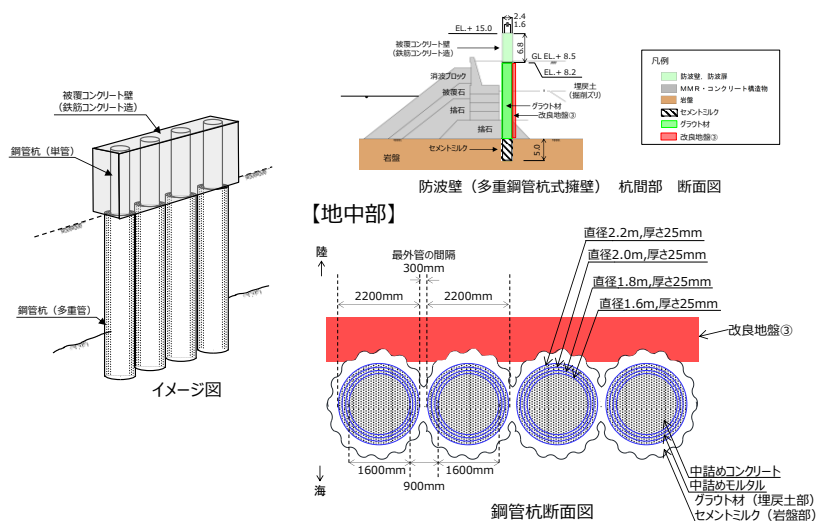 被覆コンクリート壁
(鉄筋コンクリート造)
鋼管杭(単管)
鋼管杭(多重管)
イメージ図
2.4
1.6
EL.+ 15.0
被覆コンクリート壁
(鉄筋コンクリート造)
6.8
GL EL.+ 8.5
EL.+ 8.2
消波ブロック
被覆石
捨石
捨石
埋戻土
(掘削ズリ)
グラウト材
改良地盤③
セメントミルク
5.0
岩盤
防波壁(多重鋼管杭式擁壁) 杭間部 断面図
凡例
防波壁,防波扉
MMR・コンクリート構造物
岩盤
セメントミルク
グラウト材
改良地盤③
【地中部】
陸
海
最外管の間隔
300mm
2200mm
2200mm
直径2.2m,厚さ25mm
直径2.0m,厚さ25mm
直径1.8m,厚さ25mm
直径1.6m,厚さ25mm
改良地盤③
1600mm
1600mm
900mm
中詰めコンクリート
中詰めモルタル
グラウト材(埋戻土部)
セメントミルク(岩盤部)
鋼管杭断面図